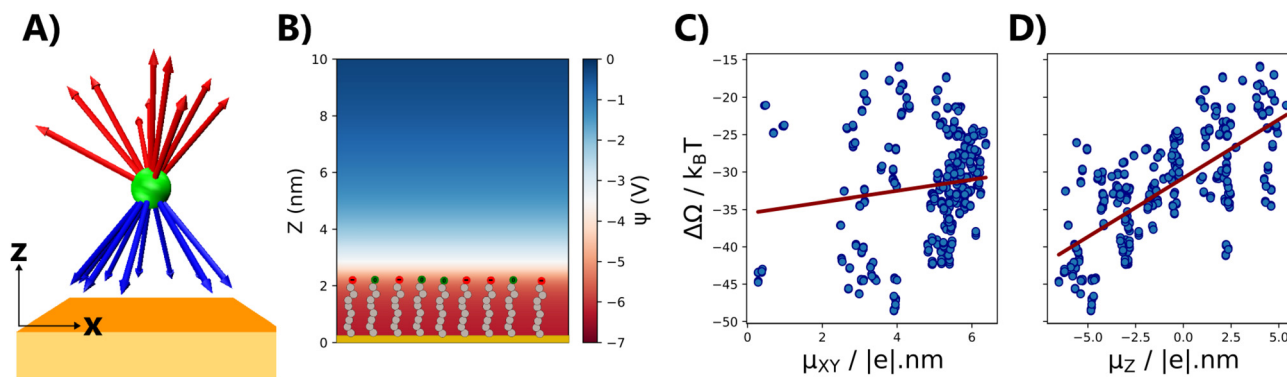 A)
z
x
B)
10
8
6
4
2
0
Z (nm)
0
−1
−2
−3
−4
−5
−6
−7
Ψ (V)
C)
−15
−20
−25
−30
−35
−40
−45
−50
ΔΩ / k_BT
2
4
6
μ_XY / |e|.nm
D)
−5.0
−2.5
0.0
2.5
5.0
μ_Z / |e|.nm